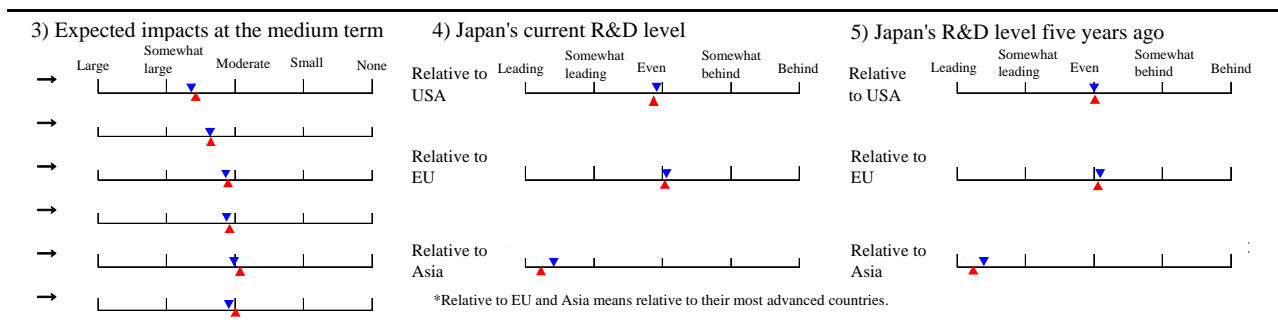 3) Expected impacts at the medium term
Large
Somewhat
large
Moderate
Small
None
4) Japan's current R&D level
Leading
Somewhat
leading
Even
Somewhat
behind
Behind
Relative to
USA
Relative to
EU
Relative to
Asia
*Relative to EU and Asia means relative to their most advanced countries.
5) Japan's R&D level five years ago
Leading
Somewhat
leading
Even
Somewhat
behind
Behind
Relative
to USA
Relative to
EU
Relative to
Asia